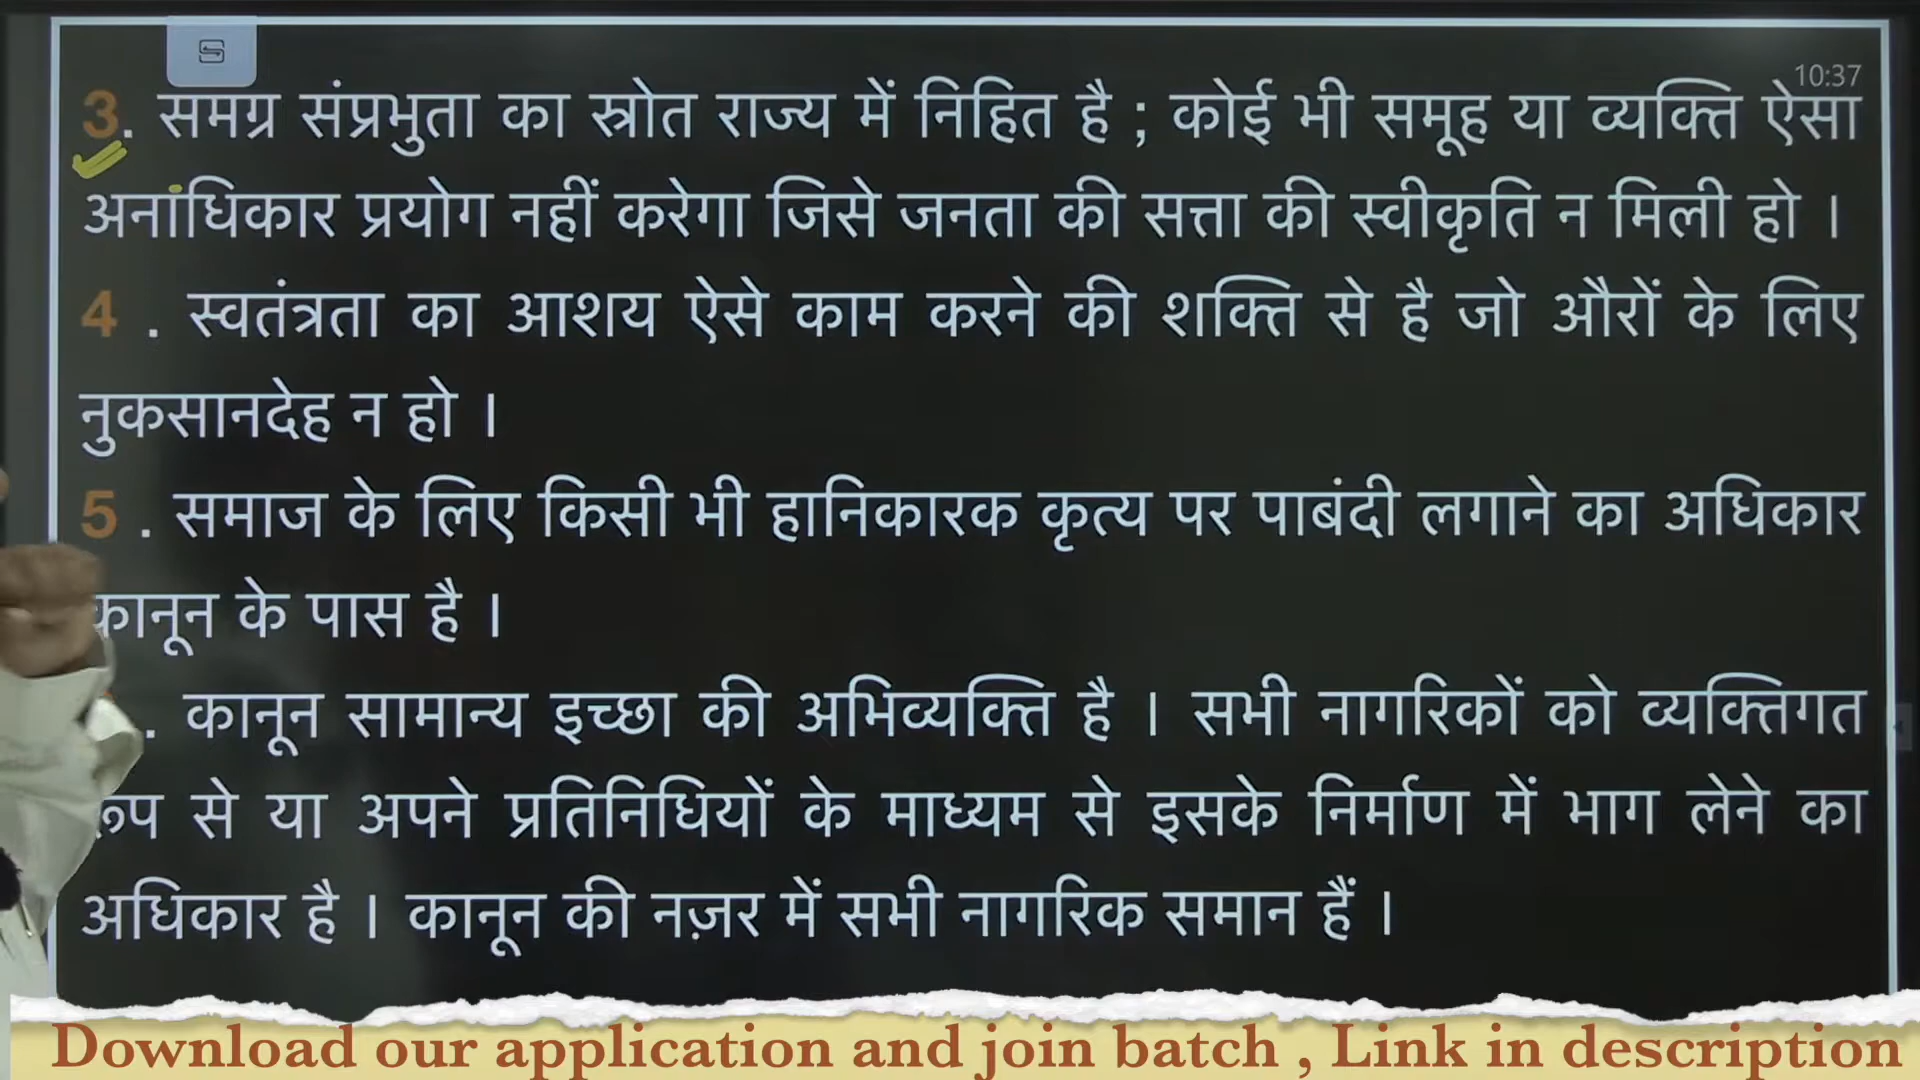 10:37
3. समग्र संप्रभुता का स्रोत राज्य में निहित है ; कोई भी समूह या व्यक्ति ऐसा
अनांधिकार प्रयोग नहीं करेगा जिसे जनता की सत्ता की स्वीकृति न मिली हो ।
4 . स्वतंत्रता का आशय ऐसे काम करने की शक्ति से है जो औरों के लिए
नुकसानदेह न हो ।
5 . समाज के लिए किसी भी हानिकारक कृत्य पर पाबंदी लगाने का अधिकार
कानून के पास है ।
. कानून सामान्य इच्छा की अभिव्यक्ति है । सभी नागरिकों को व्यक्तिगत
रूप से या अपने प्रतिनिधियों के माध्यम से इसके निर्माण में भाग लेने का
अधिकार है । कानून की नज़र में सभी नागरिक समान हैं ।
Download our application and join batch , Link in description